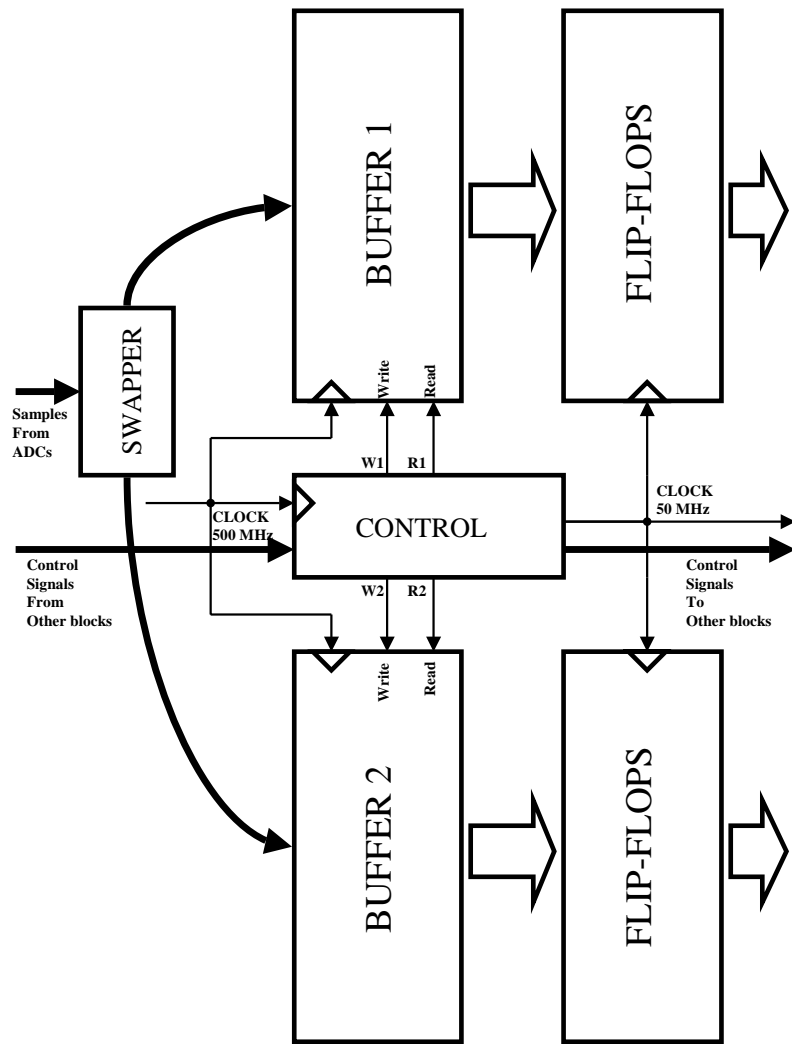 BUFFER 1
FLIP-FLOPS
SWAPPER
Write
Read
Samples
From
ADCs
W1
R1
CLOCK
500 MHz
CONTROL
CLOCK
50 MHz
Control
Signals
From
Other blocks
W2
R2
Control
Signals
To
Other blocks
Write
Read
BUFFER 2
FLIP-FLOPS